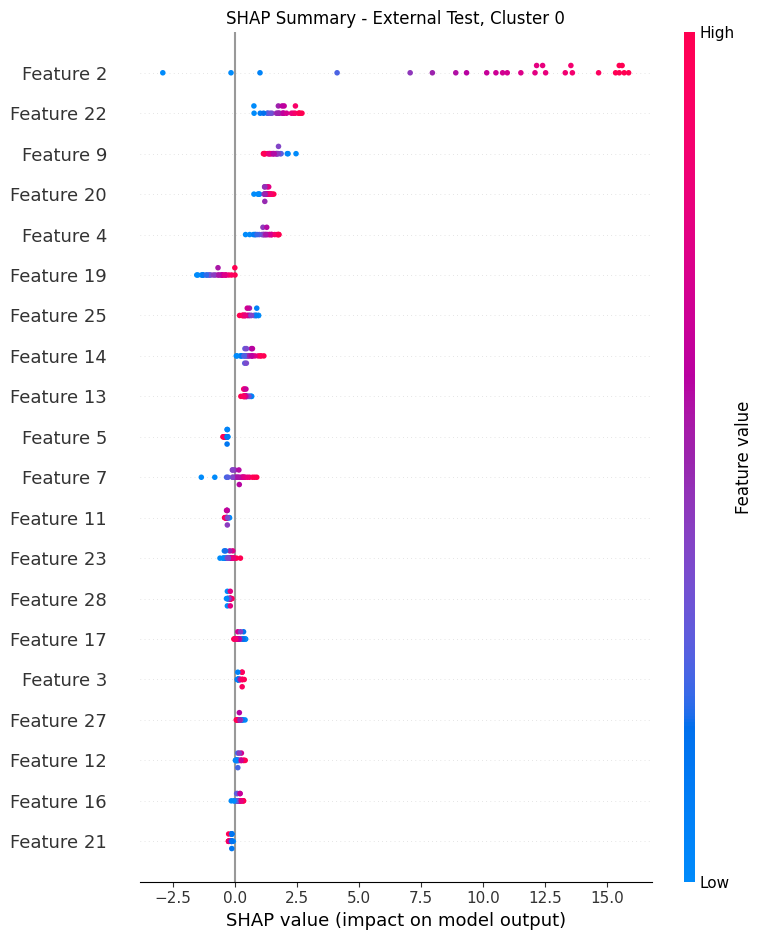 SHAP Summary - External Test, Cluster 0
High
Feature 2
Feature 22
Feature 9
Feature 20
Feature 4
Feature 19
Feature 25
Feature 14
Feature 13
Feature 5
Feature 7
Feature 11
Feature 23
Feature 28
Feature 17
Feature 3
Feature 27
Feature 12
Feature 16
Feature 21
Feature value
Low
−2.5 0.0 2.5 5.0 7.5 10.0 12.5 15.0
SHAP value (impact on model output)